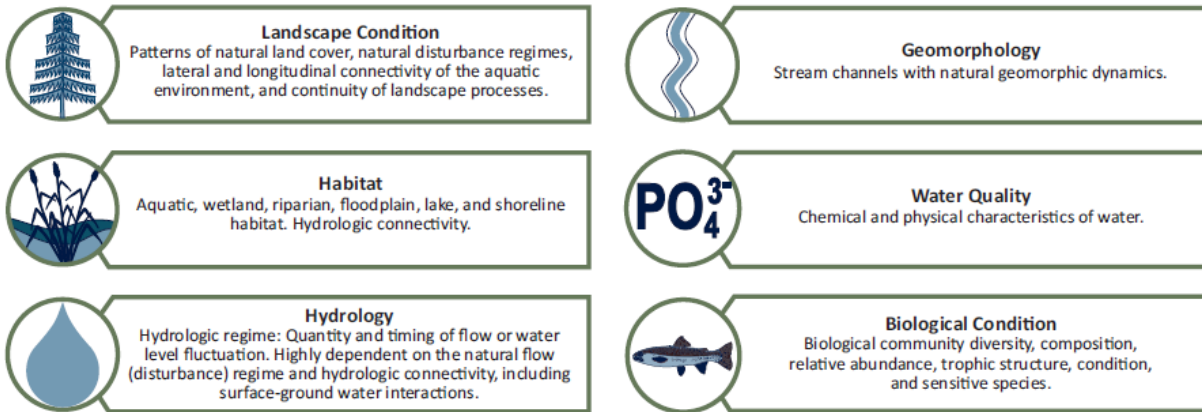 Landscape Condition
Patterns of natural land cover, natural disturbance regimes,
lateral and longitudinal connectivity of the aquatic
environment, and continuity of landscape processes.
Geomorphology
Stream channels with natural geomorphic dynamics.
Habitat
Aquatic, wetland, riparian, floodplain, lake, and shoreline
habitat. Hydrologic connectivity.
PO₄³⁻
Water Quality
Chemical and physical characteristics of water.
Hydrology
Hydrologic regime: Quantity and timing of flow or water
level fluctuation. Highly dependent on the natural flow
(disturbance) regime and hydrologic connectivity, including
surface-ground water interactions.
Biological Condition
Biological community diversity, composition,
relative abundance, trophic structure, condition,
and sensitive species.